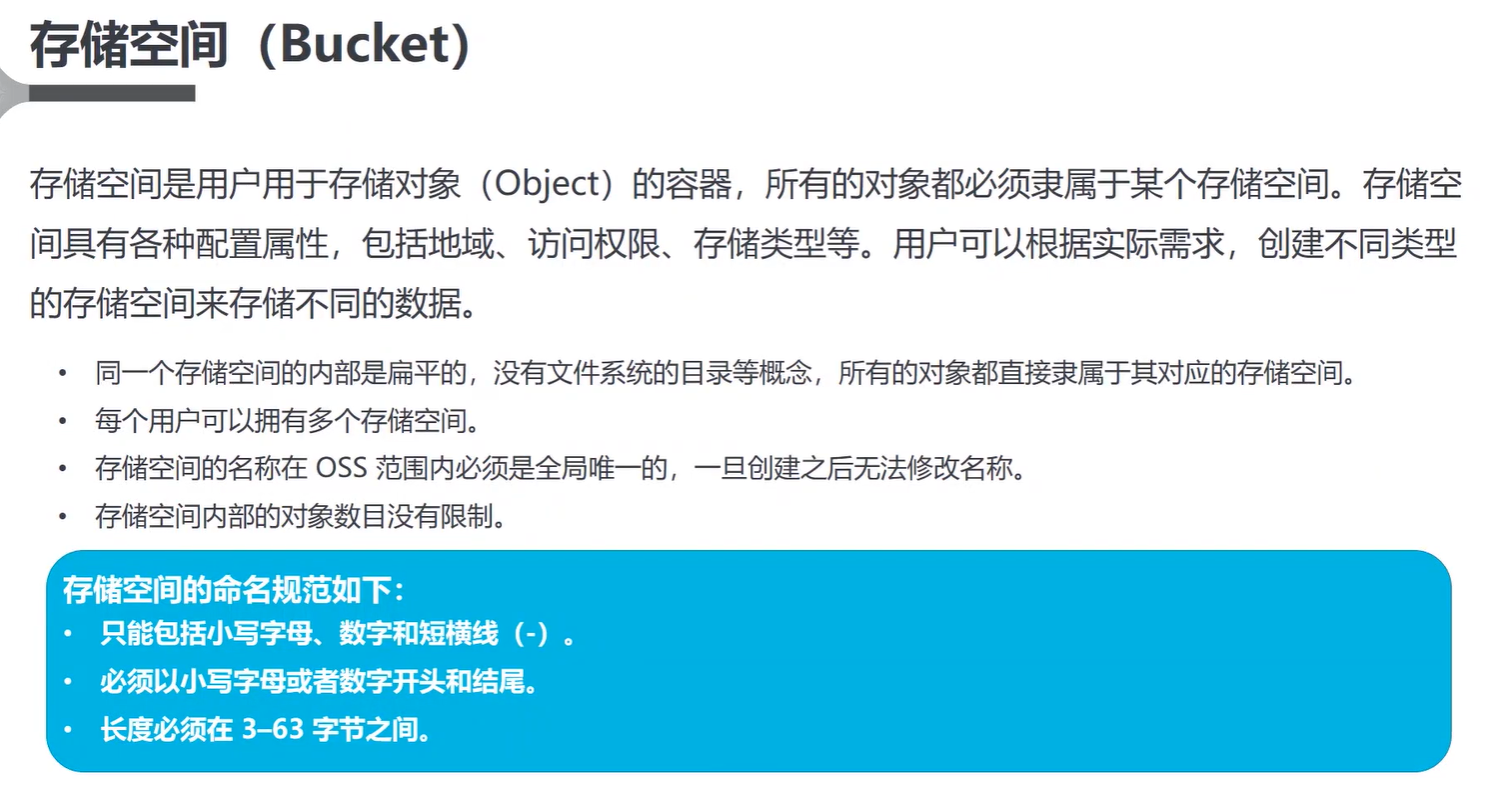 存储空间（Bucket）
存储空间是用户用于存储对象（Object）的容器，所有的对象都必须隶属于某个存储空间。存储空
间具有各种配置属性，包括地域、访问权限、存储类型等。用户可以根据实际需求，创建不同类型
的存储空间来存储不同的数据。
• 同一个存储空间的内部是扁平的，没有文件系统的目录等概念，所有的对象都直接隶属于其对应的存储空间。
• 每个用户可以拥有多个存储空间。
• 存储空间的名称在 OSS 范围内必须是全局唯一的，一旦创建之后无法修改名称。
• 存储空间内部的对象数目没有限制。
存储空间的命名规范如下：
• 只能包括小写字母、数字和短横线（-）。
• 必须以小写字母或者数字开头和结尾。
• 长度必须在 3–63 字节之间。